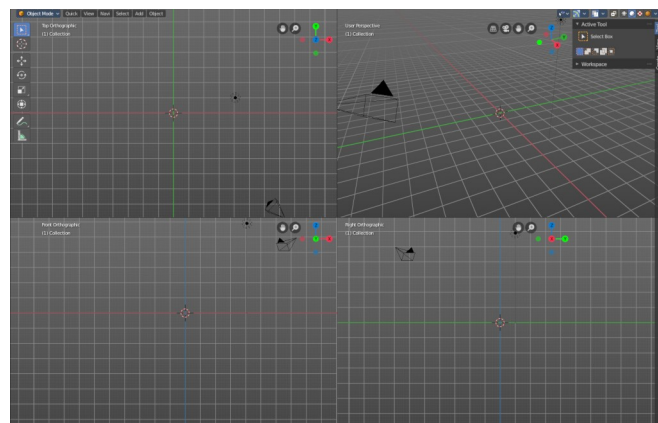 Object Mode Quich View Raw Select Add Object
Top Orthographic
(1) Collection
User Perspective
(1) Collection
Active Tool
Select Box
Workspace
Front Orthographic
(1) Collection
Right Orthographic
(1) Collection